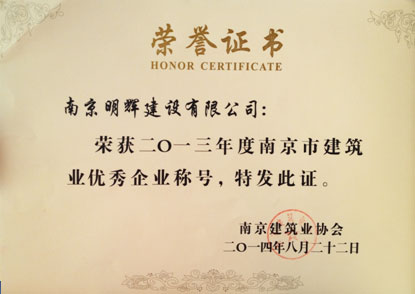 荣誉证书
HONOR CERTIFICATE
南京明辉建设有限公司：
荣获二〇一三年度南京市建筑
业优秀企业称号，特发此证。
南京建筑业协会
二〇一四年八月二十二日